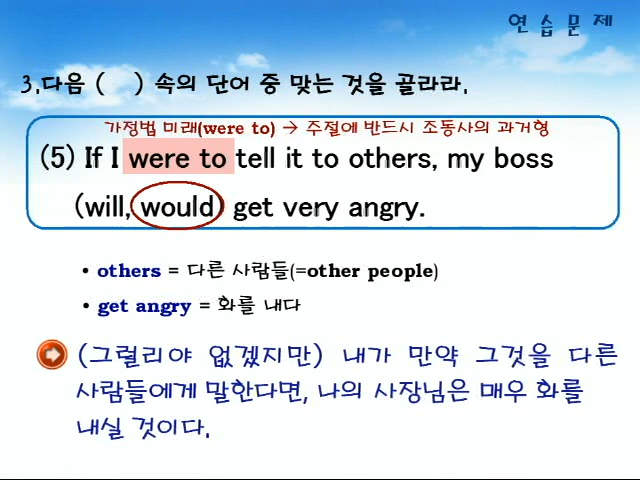 연 습 문 제
3.다음 (    ) 속의 단어 중 맞는 것을 골라라.
가정법 미래(were to) → 주절에 반드시 조동사의 과거형
(5) If I were to tell it to others, my boss
(will, would) get very angry.
• others = 다른 사람들(=other people)
• get angry = 화를 내다
(그럴리야 없겠지만) 내가 만약 그것을 다른
사람들에게 말한다면, 나의 사장님은 매우 화를
내실 것이다.